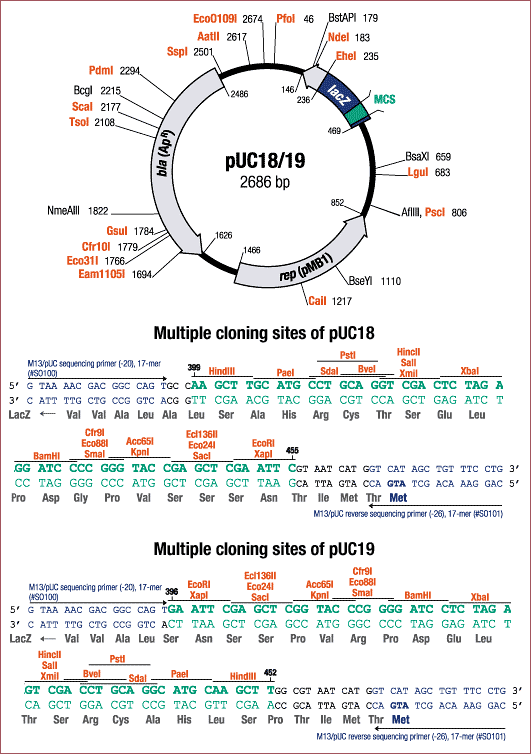 EcoO109I 2674
PfoI 46
BstAPI 179
AatII 2617
NdeI 183
SspI 2501
EheI 235
PdmI 2294
BcgI 2215
ScaI 2177
TsoI 2108
2486
146
236
lacZ
MCS
469
bla (ApR)
pUC18/19
2686 bp
BsaXI 659
LguI 683
NmeAIII 1822
852
AflIII, PscI 806
GsuI 1784
Cfr10I 1779
Eco31I 1766
Eam1105I 1694
1626
1466
rep (pMB1)
BseYI 1110
CaiI 1217
Multiple cloning sites of pUC18
M13/pUC sequencing primer (-20), 17-mer
(#SO100)
399
HindIII PaeI SdaI PstI BveI HincII SalI XmiI XbaI
5' G TAA AAC GAC GGC CAG TGC CAA GCT TGC ATG CCT GCA GGT CGA CTC TAG A
3' C ATT TTG CTG CCG GTC ACG GTT CGA ACG TAC GGA CGT CCA GCT GAG ATC T
LacZ ← Val Val Ala Leu Ala Leu Ser Ala His Arg Cys Thr Ser Glu Leu
BamHI Cfr9I Eco88I SmaI Acc65I KpnI Ecl136II Eco24I SacI EcoRI XapI 455
GG ATC CCC GGG TAC CGA GCT CGA ATT CGT AAT CAT GGT CAT AGC TGT TTC CTG 3'
CC TAG GGG CCC ATG GCT CGA GCT TAA GCA TTA GTA CCA GTA TCG ACA AAG GAC 5'
Pro Asp Gly Pro Val Ser Ser Ser Asn Thr Ile Met Thr Met
M13/pUC reverse sequencing primer (-26), 17-mer (#SO101)
Multiple cloning sites of pUC19
M13/pUC sequencing primer (-20), 17-mer
(#SO100)
396
EcoRI XapI Ecl136II Eco24I SacI Acc65I KpnI Cfr9I Eco88I SmaI BamHI XbaI
5' G TAA AAC GAC GGC CAG TGA ATT CGA GCT CGG TAC CCG GGG ATC CTC TAG A
3' C ATT TTG CTG CCG GTC ACT TAA GCT CGA GCC ATG GGC CCC TAG GAG ATC T
LacZ ← Val Val Ala Leu Ser Asn Ser Ser Pro Val Arg Pro Asp Glu Leu
HincII SalI XmiI PstI BveI SdaI PaeI HindIII 452
GT CGA CCT GCA GGC ATG CAA GCT TGG CGT AAT CAT GGT CAT AGC TGT TTC CTG 3'
CA GCT GGA CGT CCG TAC GTT CGA ACC GCA TTA GTA CCA GTA TCG ACA AAG GAC 5'
Thr Ser Arg Cys Ala His Leu Ser Pro Thr Ile Met Thr Met
M13/pUC reverse sequencing primer (-26), 17-mer (#SO101)